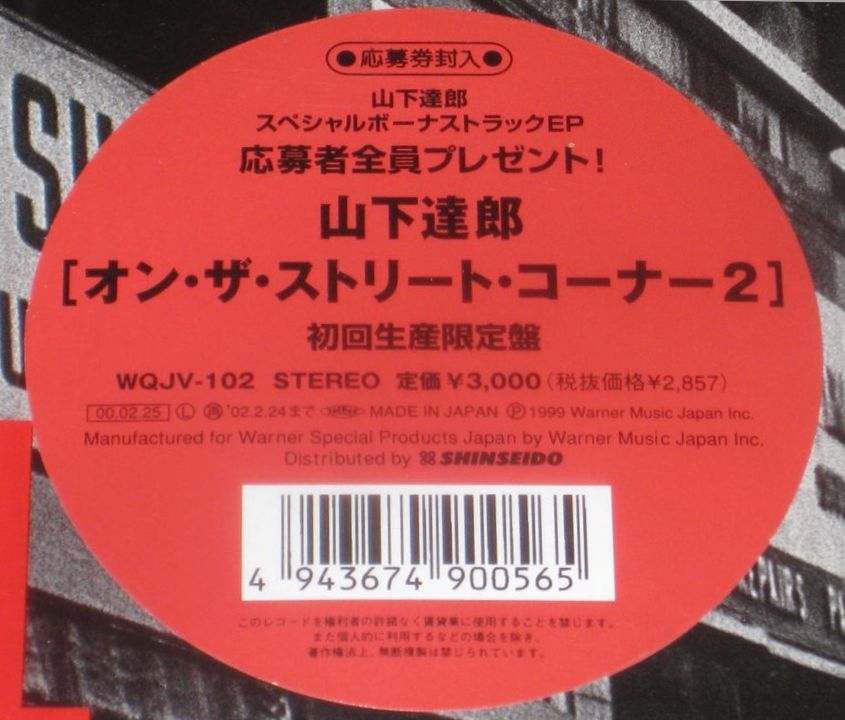 ●応募券封入●
山下達郎
スペシャルボーナストラックEP
応募者全員プレゼント!
山下達郎
[オン・ザ・ストリート・コーナー2]
初回生産限定盤
WQJV-102 STEREO 定価¥3,000(税抜価格¥2,857)
00.02.25 Ⓛ ㋐'02.2.24まで MADE IN JAPAN Ⓟ1999 Warner Music Japan Inc.
Manufactured for Warner Special Products Japan by Warner Music Japan Inc.
Distributed by SHINSEIDO
4 943674 900565
このレコードを権利者の許諾なく賃貸業に使用することを禁じます。
また個人的に利用するなどの場合を除き、
著作権法上、無断複製は禁じられています。
EPAIRS